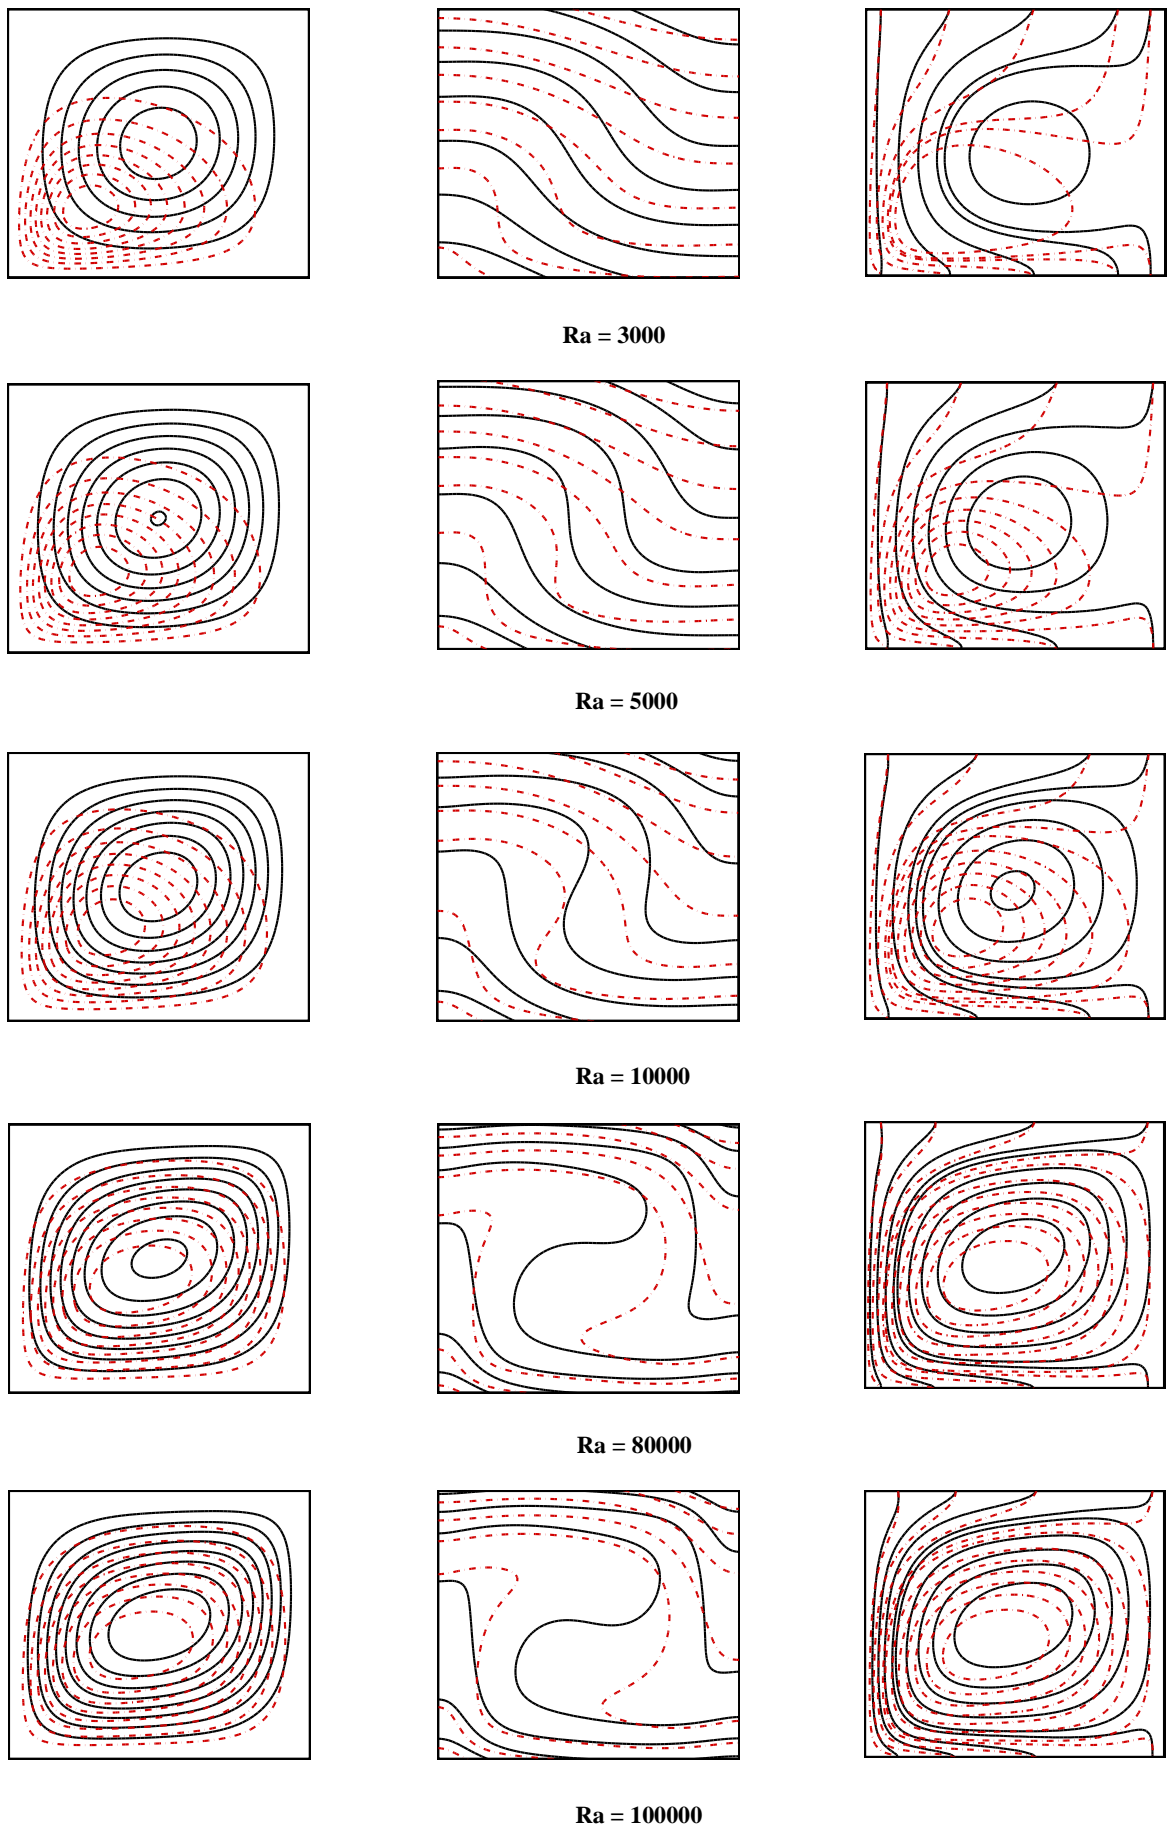 Ra = 3000
Ra = 5000
Ra = 10000
Ra = 80000
Ra = 100000